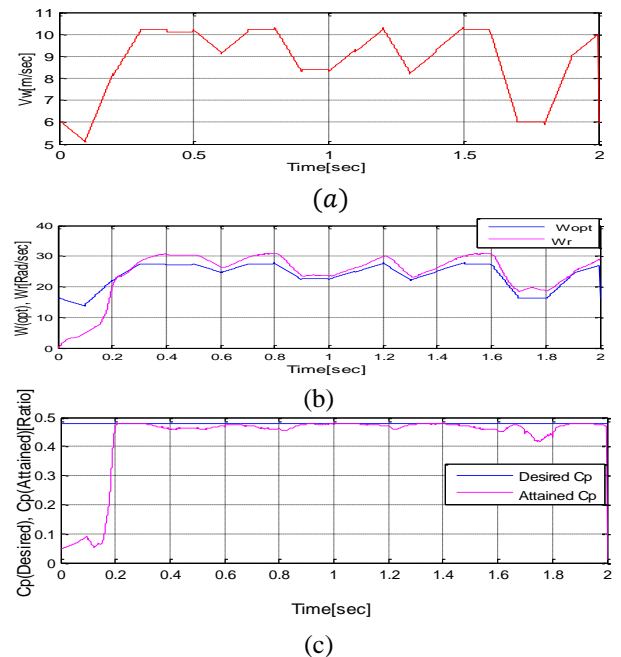 Vw[m/sec]
11
10
9
8
7
6
5
0 0.5 1 1.5 2
Time[sec]
(a)
W(opt), Wr[Rad/sec]
40
30
20
10
0
Wopt
Wr
0 0.2 0.4 0.6 0.8 1 1.2 1.4 1.6 1.8 2
Time[sec]
(b)
Cp(Desired), Cp(Attained)[Ratio]
0.5
0.4
0.3
0.2
0.1
0
Desired Cp
Attained Cp
0 0.2 0.4 0.6 0.8 1 1.2 1.4 1.6 1.8 2
Time[sec]
(c)